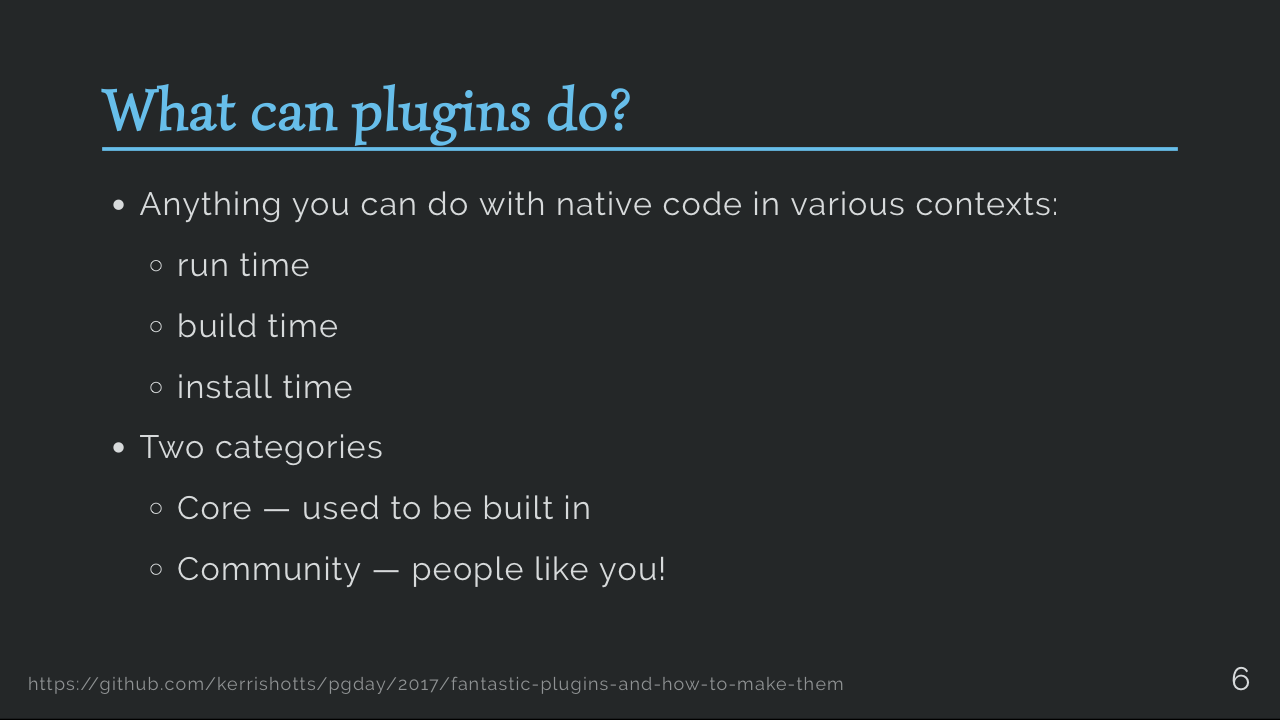 What can plugins do?
• Anything you can do with native code in various contexts:
○ run time
○ build time
○ install time
• Two categories
○ Core — used to be built in
○ Community — people like you!
https://github.com/kerrishotts/pgday/2017/fantastic-plugins-and-how-to-make-them
6